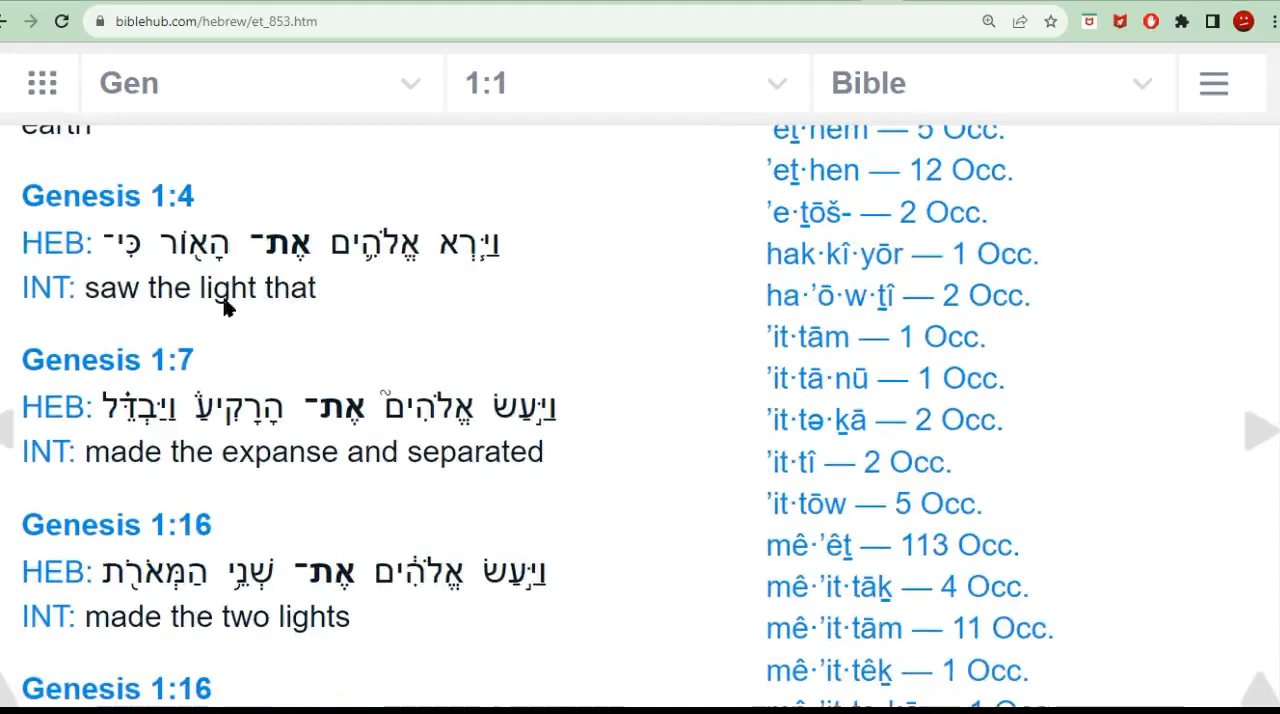 biblehub.com/hebrew/et_853.htm
Gen
1:1
Bible
earth
Genesis 1:4
HEB: וַיַּ֧רְא אֱלֹהִ֛ים אֶת־ הָא֖וֹר כִּי־
INT: saw the light that
Genesis 1:7
HEB: וַיַּ֣עַשׂ אֱלֹהִים֮ אֶת־ הָרָקִיעַ֒ וַיַּבְדֵּ֗ל
INT: made the expanse and separated
Genesis 1:16
HEB: וַיַּ֣עַשׂ אֱלֹהִ֔ים אֶת־ שְׁנֵ֥י הַמְּאֹרֹ֖ת
INT: made the two lights
Genesis 1:16
’eṯ·hem — 5 Occ.
’eṯ·hen — 12 Occ.
’e·ṯōš- — 2 Occ.
hak·kî·yōr — 1 Occ.
ha·’ō·w·ṯî — 2 Occ.
’it·tām — 1 Occ.
’it·tā·nū — 1 Occ.
’it·tə·ḵā — 2 Occ.
’it·tî — 2 Occ.
’it·tōw — 5 Occ.
mê·’êṯ — 113 Occ.
mê·’it·tāḵ — 4 Occ.
mê·’it·tām — 11 Occ.
mê·’it·têḵ — 1 Occ.